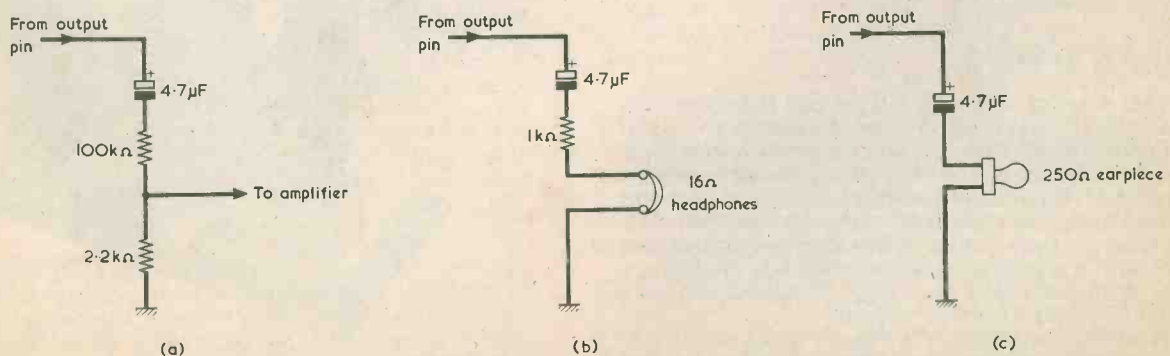 From output
pin
4.7µF
100kΩ
To amplifier
2.2kΩ
(a)
From output
pin
4.7µF
1kΩ
16Ω
headphones
(b)
From output
pin
4.7µF
250Ω earpiece
(c)